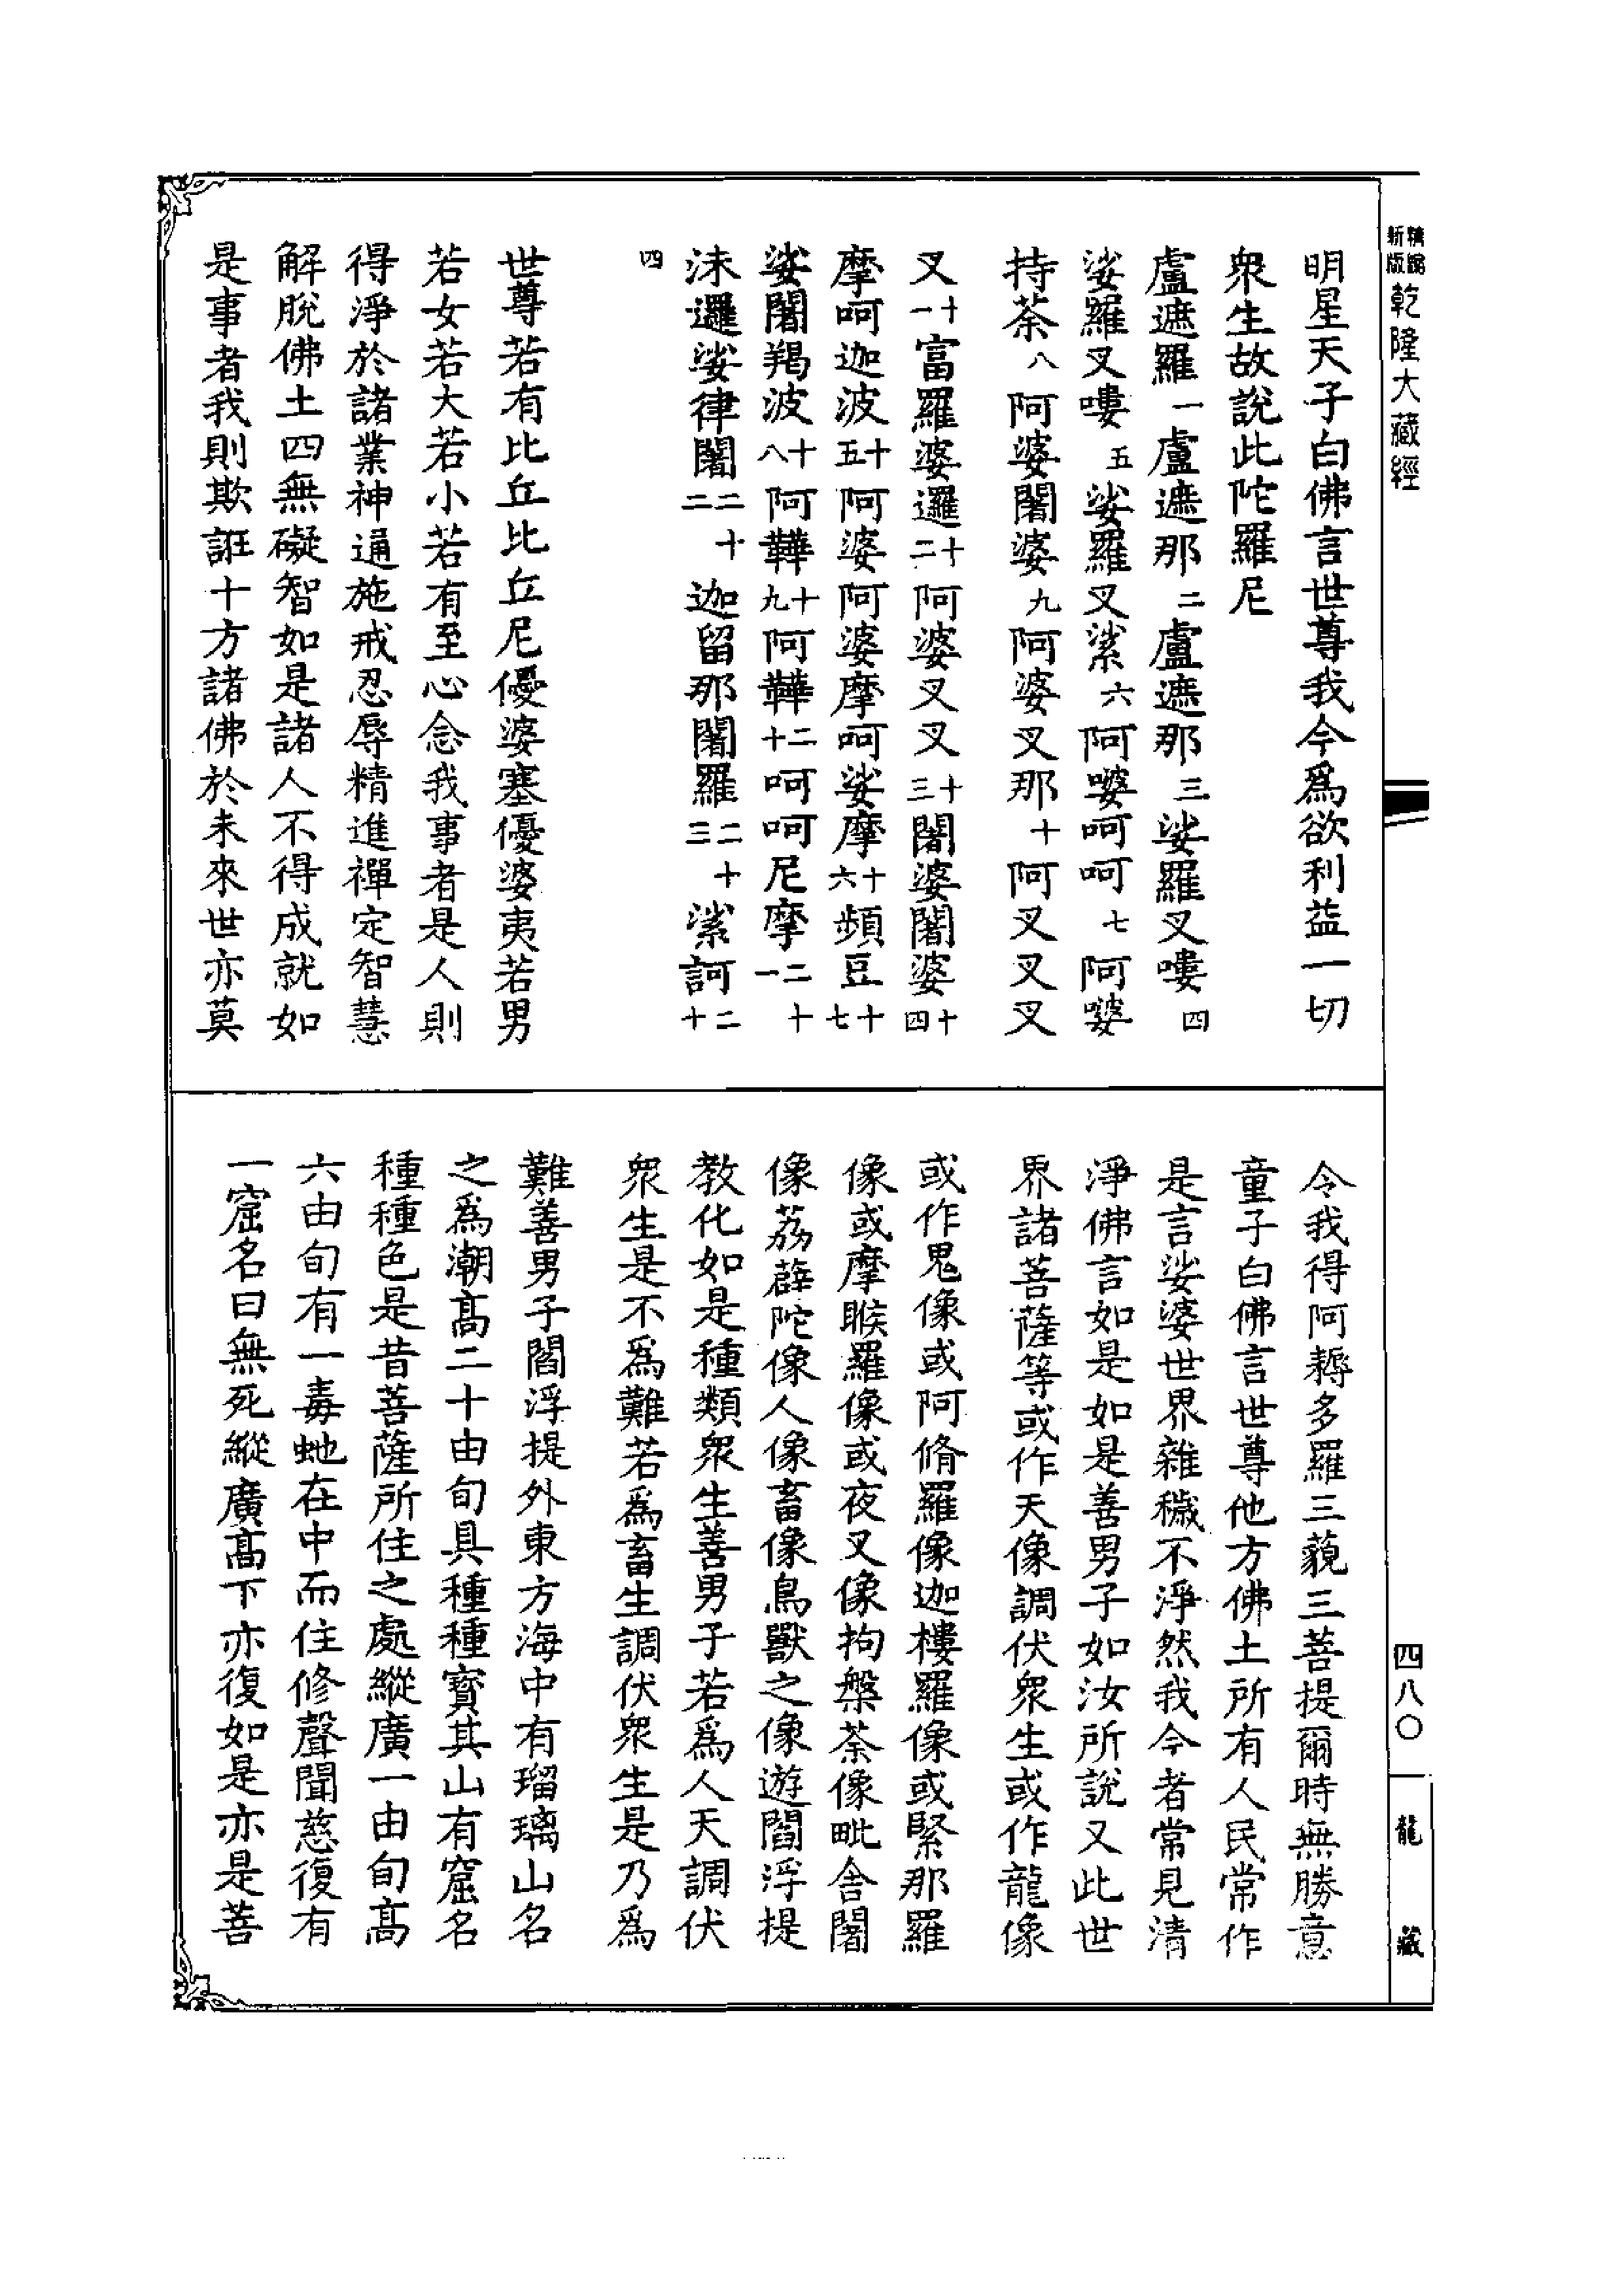 精鐫新版乾隆大藏經
明星天子白佛言世尊我今爲欲利益一切
衆生故說此陀羅尼
盧遮羅一盧遮那二盧遮那三娑羅叉嘍四
娑羅叉嘍五娑羅叉緊六阿婆呵呵七阿婆
持荼八阿婆闍婆九阿婆叉那十阿叉叉叉
叉十一富羅婆邏十二阿婆叉叉十三闍婆闍婆十四
摩呵迦波十五阿婆阿婆摩呵娑摩十六頻豆十七
娑闍羯波十八阿鞞十九阿鞞二十呵呵尼摩二十一
沬邏娑律闍二十二迦留那闍羅二十三緊訶二十
四
世尊若有比丘比丘尼優婆塞優婆夷若男
若女若大若小若有至心念我事者是人則
得淨於諸業神通施戒忍辱精進禪定智慧
解脫佛土四無礙智如是諸人不得成就如
是事者我則欺誑十方諸佛於未來世亦莫
令我得阿耨多羅三藐三菩提爾時無勝意
童子白佛言世尊他方佛土所有人民常作
是言娑婆世界雜穢不淨然我今者常見清
淨佛言如是如是善男子如汝所說又此世
界諸菩薩等或作天像調伏衆生或作龍像
或作鬼像或阿脩羅像迦樓羅像或緊那羅
像或摩睺羅像或夜叉像拘槃荼像毗舍闍
像荔薜陀像人像畜像鳥獸之像遊閻浮提
教化如是種類衆生善男子若爲人天調伏
衆生是不爲難若爲畜生調伏衆生是乃爲
難善男子閻浮提外東方海中有瑠璃山名
之爲潮高二十由旬具種種寶其山有窟名
種種色是昔菩薩所住之處縱廣一由旬高
六由旬有一毒虵在中而住修聲聞慈復有
一窟名曰無死縱廣高下亦復如是亦是菩
四八〇
龍藏